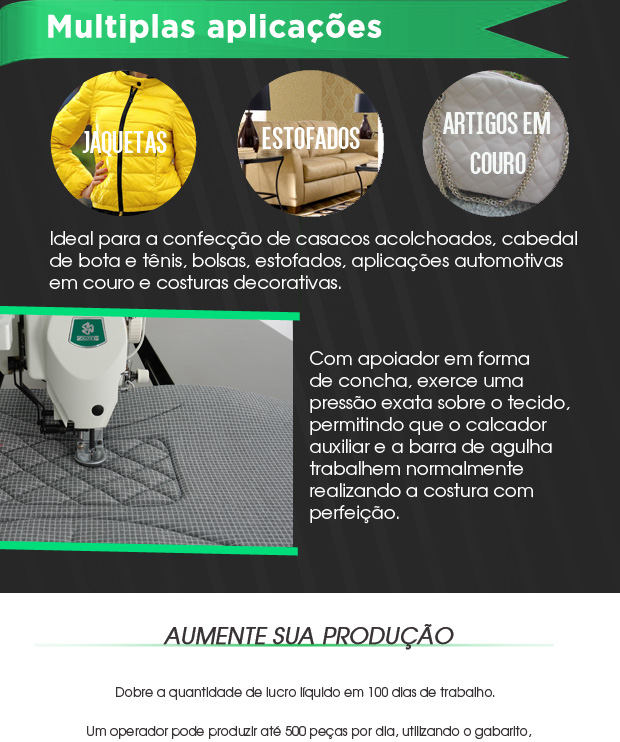 Multiplas aplicações
JAQUETAS
ESTOFADOS
ARTIGOS EM
COURO
Ideal para a confecção de casacos acolchoados, cabedal
de bota e tênis, bolsas, estofados, aplicações automotivas
em couro e costuras decorativas.
Com apoiador em forma
de concha, exerce uma
pressão exata sobre o tecido,
permitindo que o calcador
auxiliar e a barra de agulha
trabalhem normalmente
realizando a costura com
perfeição.
AUMENTE SUA PRODUÇÃO
Dobre a quantidade de lucro líquido em 100 dias de trabalho.
Um operador pode produzir até 500 peças por dia, utilizando o gabarito,